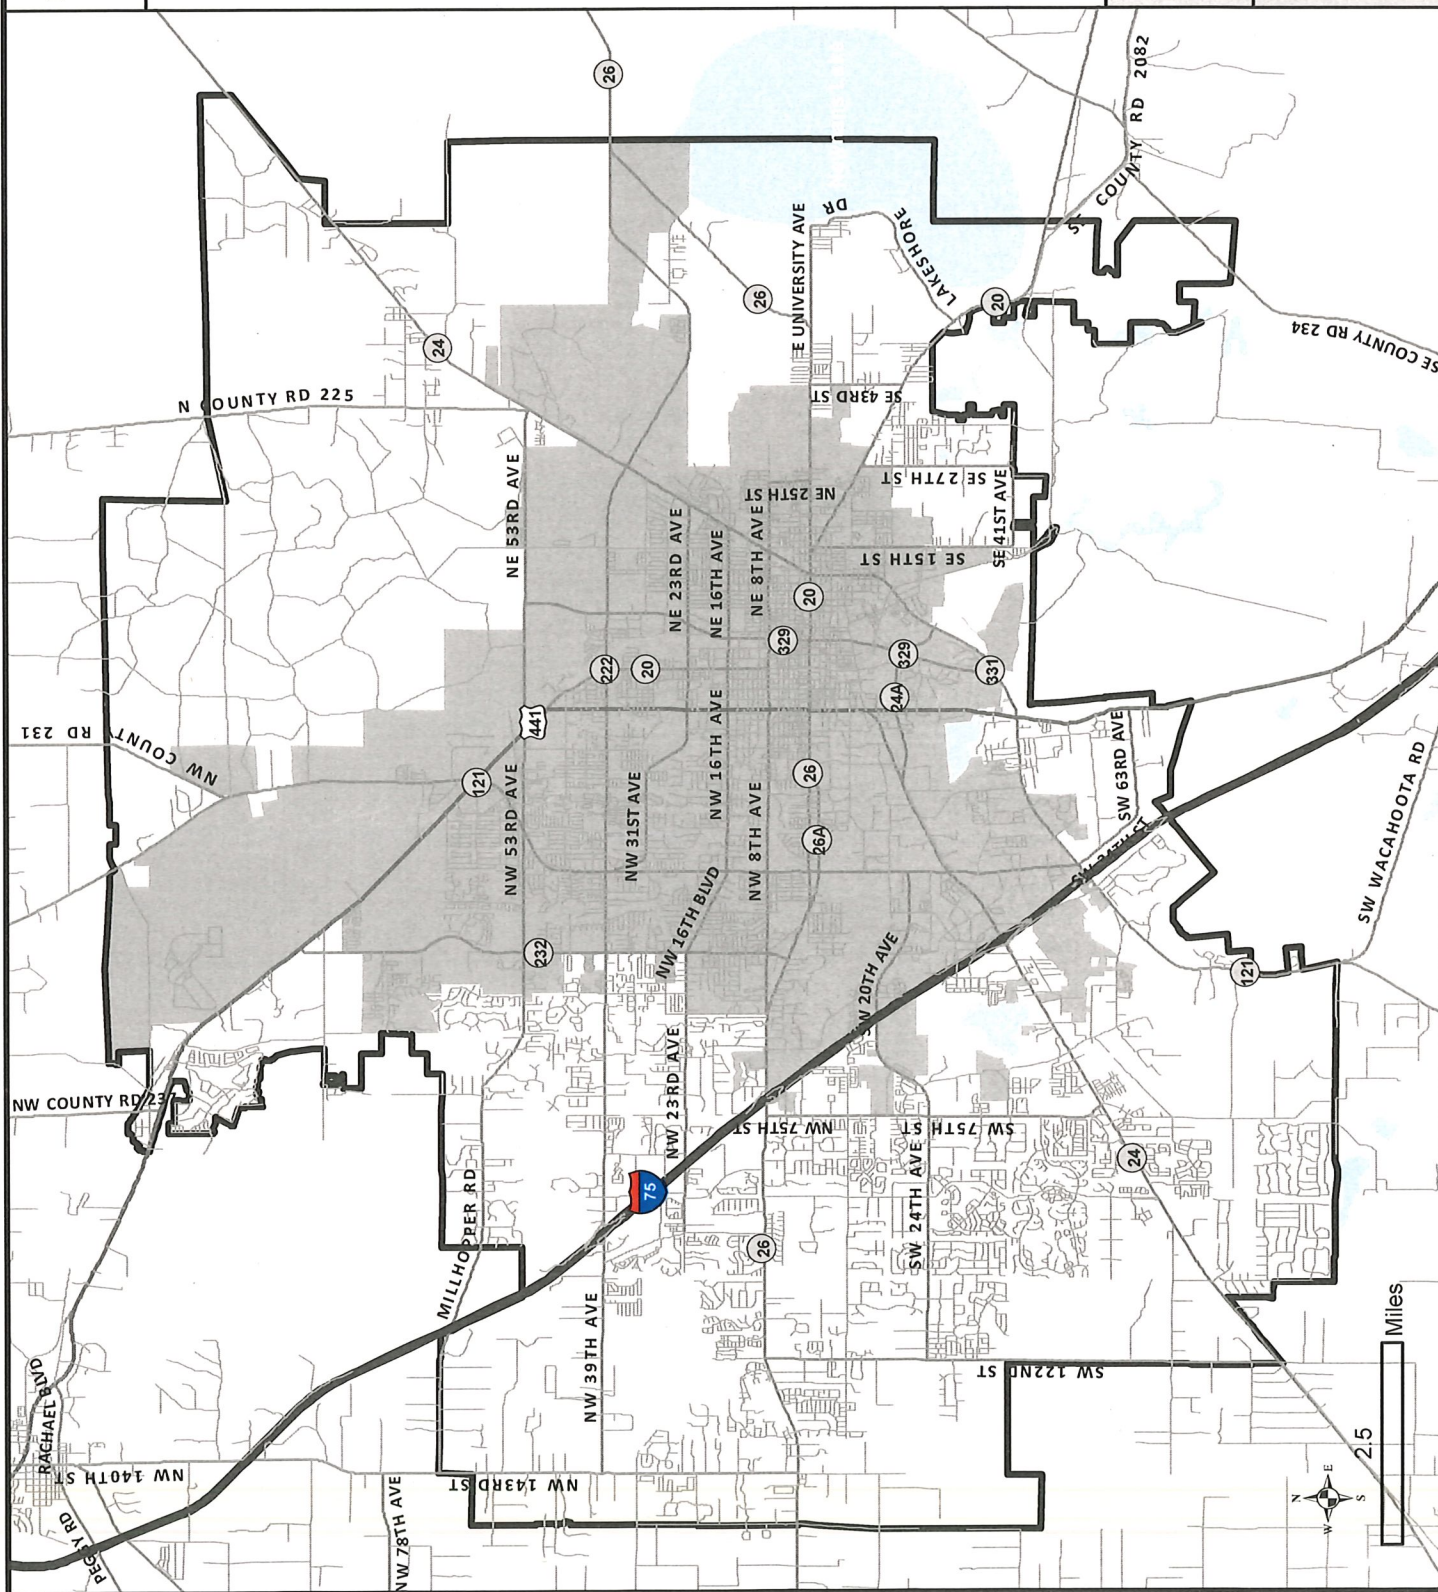 26
SE COUNTY RD 2082
24
N COUNTY RD 225
E UNIVERSITY AVE
LAKESHORE DR
26
20
SE COUNTY RD 234
SE 43RD ST
SE 27TH ST
NE 25TH ST
SE 41ST AVE
SE 15TH ST
NE 53RD AVE
NE 23RD AVE
NE 16TH AVE
NE 8TH AVE
20
329
329
222
20
331
24A
441
NW COUNTY RD 231
121
NW 53RD AVE
NW 31ST AVE
NW 16TH AVE
NW 8TH AVE
26
26A
SW 63RD AVE
SW 34TH ST
SW WACAHOOTA RD
232
NW 16TH BLVD
SW 20TH AVE
121
NW COUNTY RD 237
NW 23RD AVE
NW 75TH ST
SW 75TH ST
SW 24TH AVE
24
75
26
MILLHOPPER RD
NW 39TH AVE
SW 122ND ST
RACHAEL BLVD
NW 140TH ST
PEGGY RD
NW 78TH AVE
NW 143RD ST
N
E
S
W
2.5
Miles